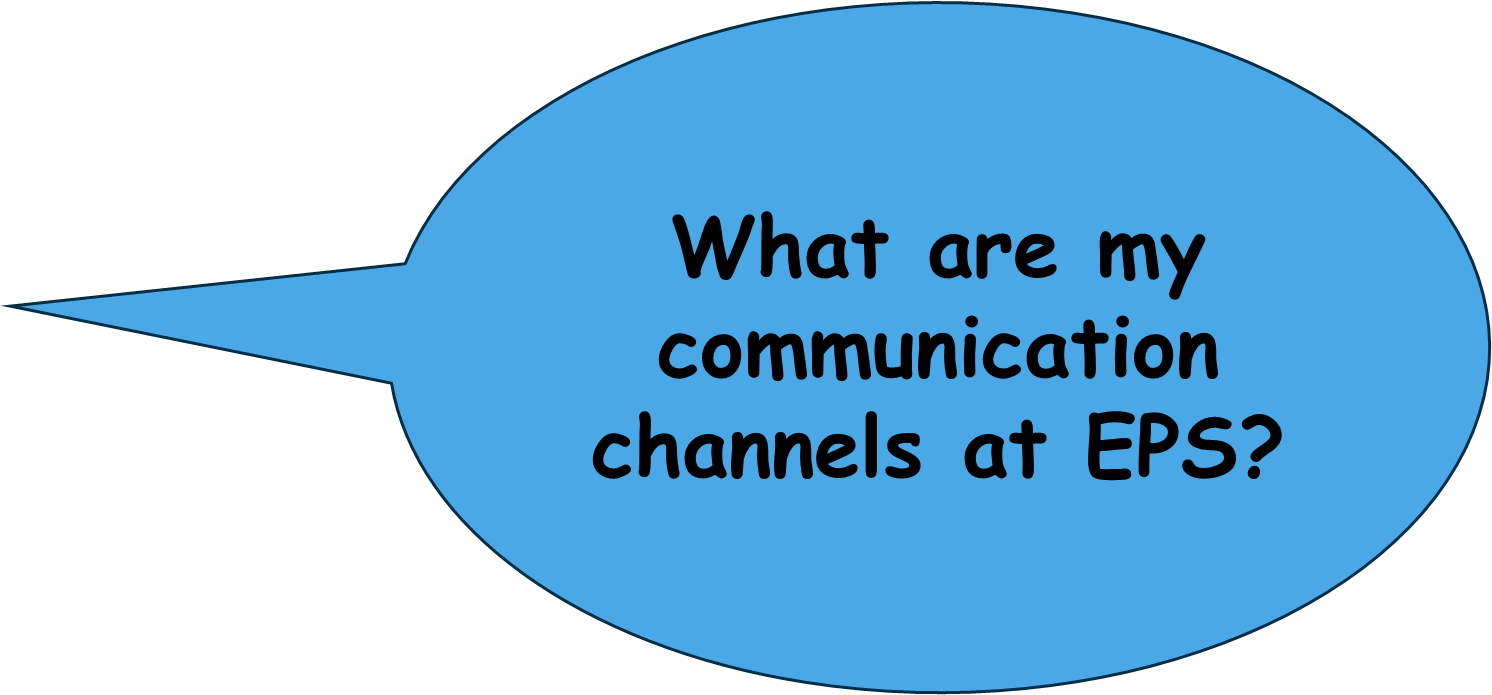 What are my
communication
channels at EPS?